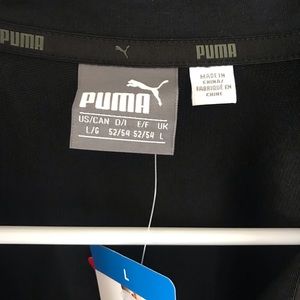 PUMA
PUMA
PUMA
US/CAN D/I E/F UK
L/G 52/54 52/54 L
MADE IN
CHINA/
FABRIQUÉ EN
CHINE
L